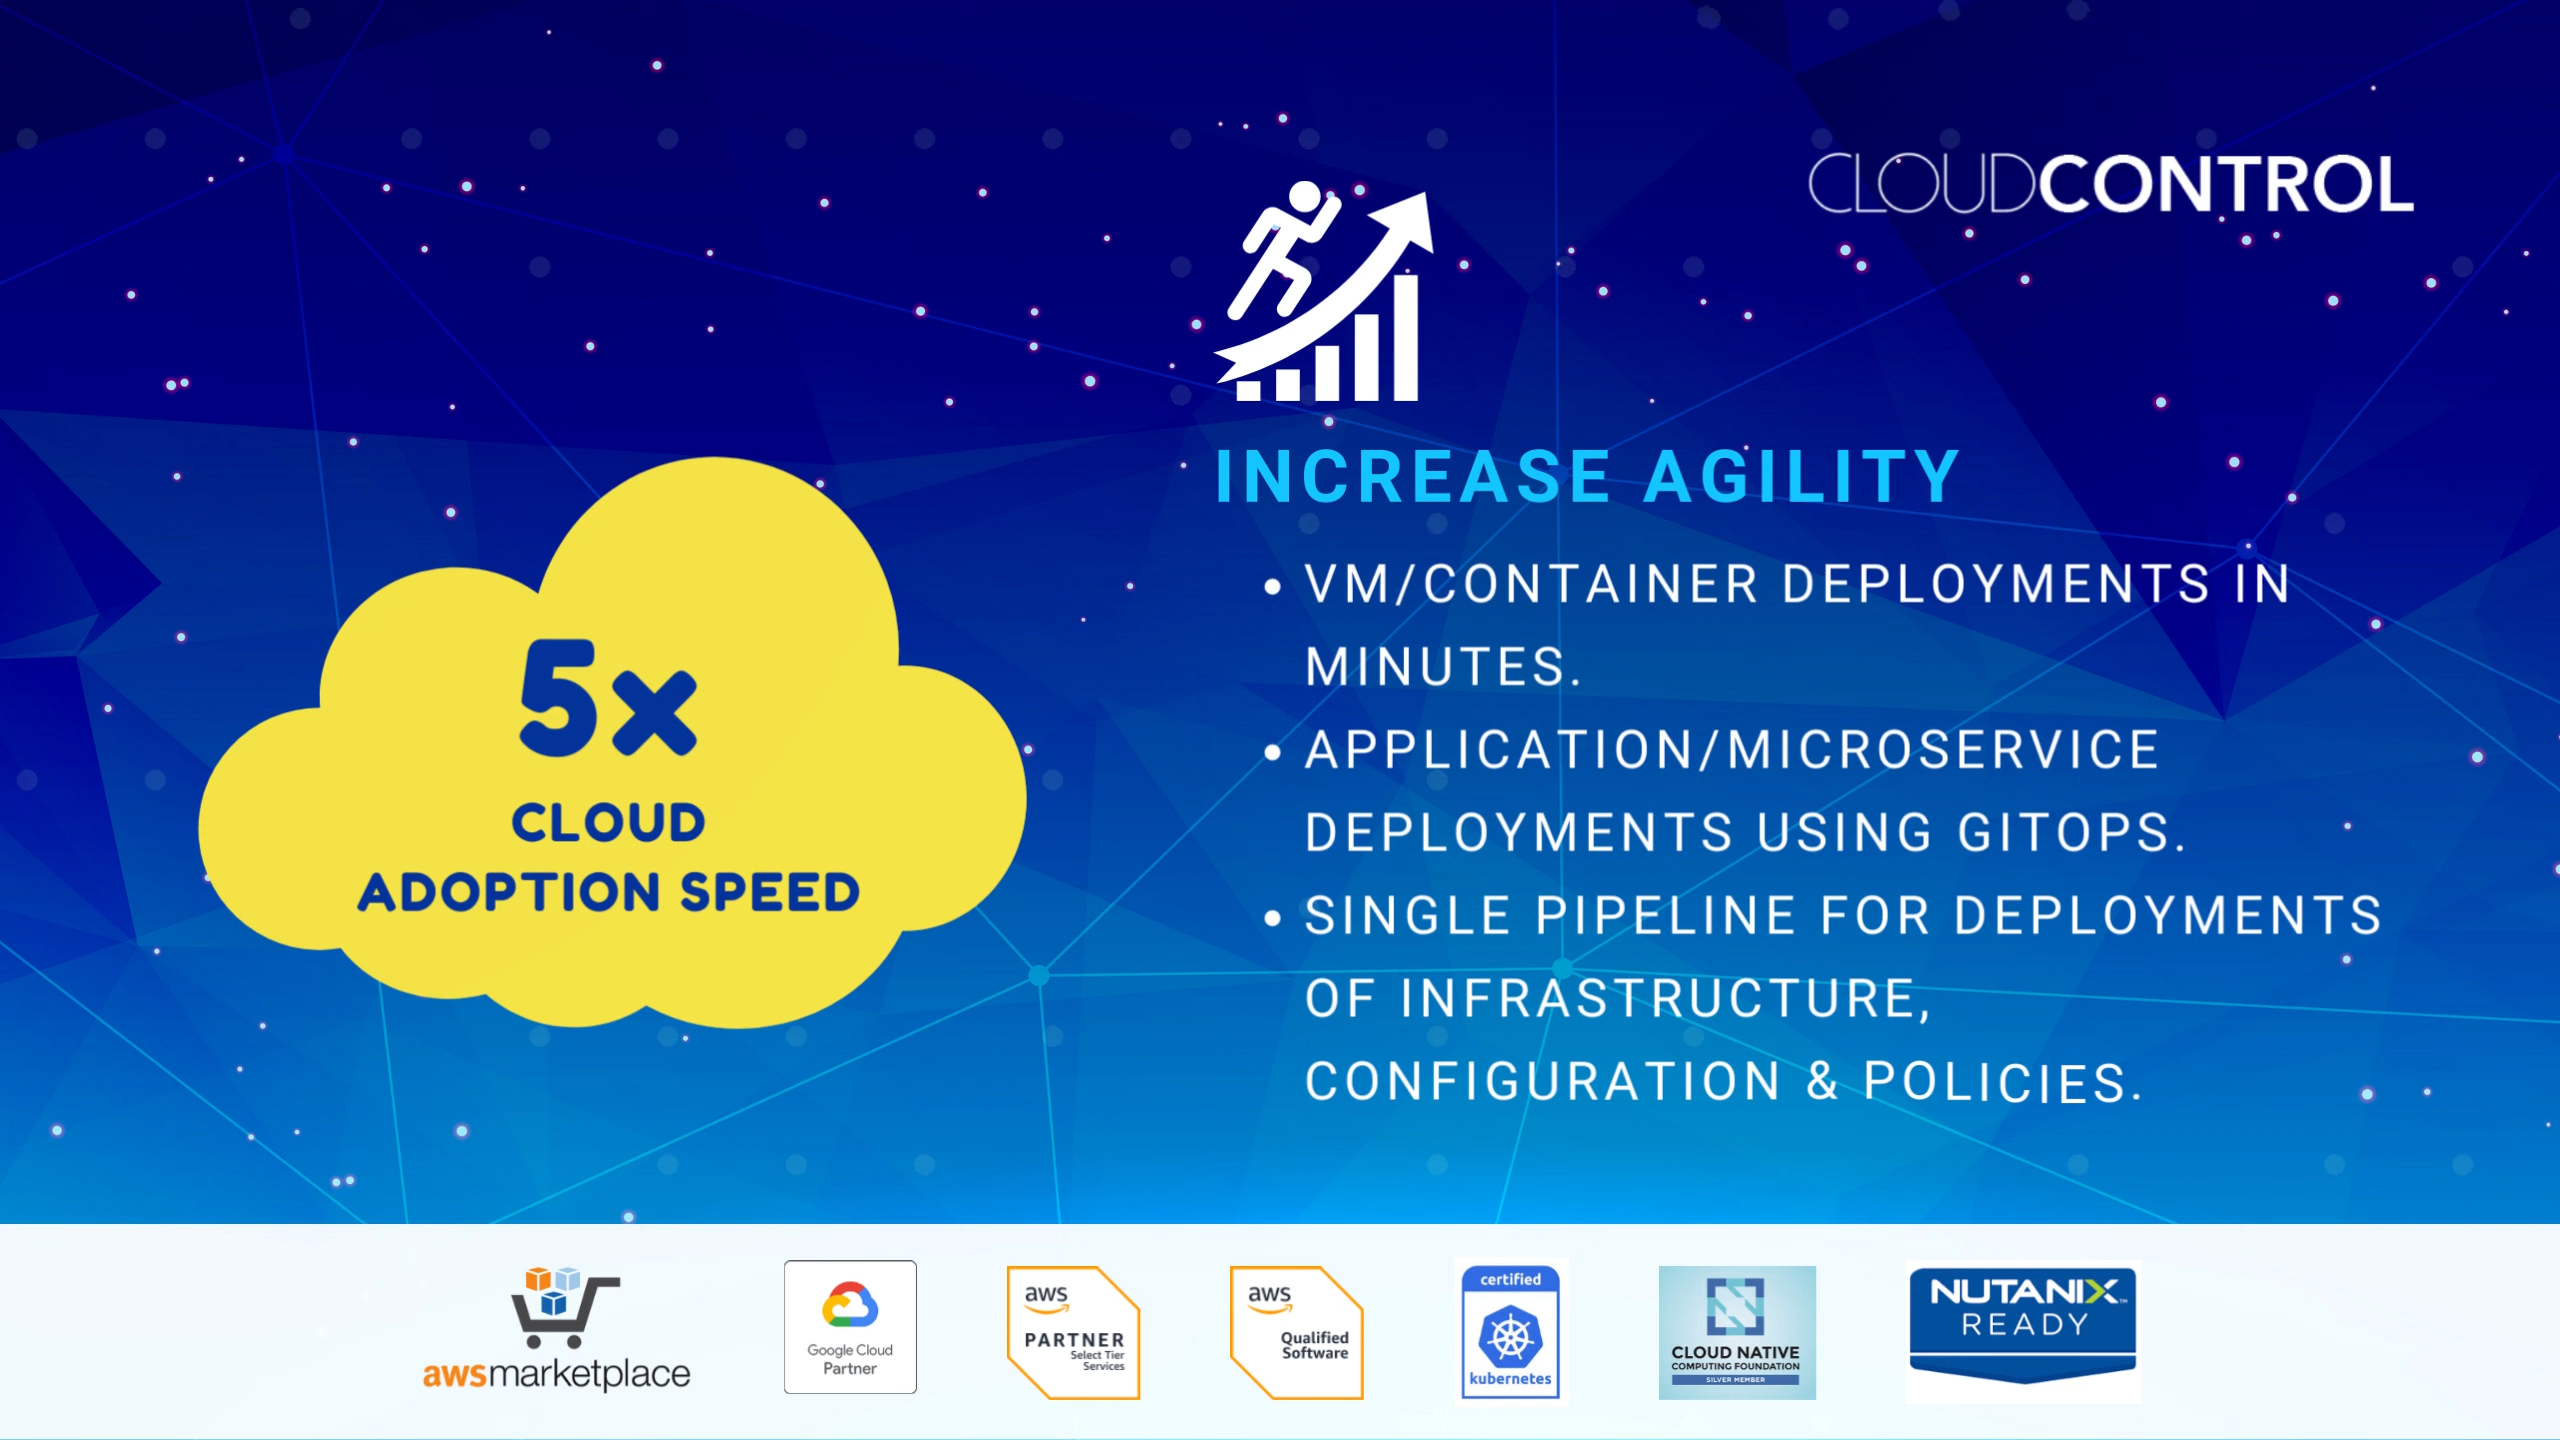 CLOUDCONTROL
INCREASE AGILITY
• VM/CONTAINER DEPLOYMENTS IN
MINUTES.
• APPLICATION/MICROSERVICE
DEPLOYMENTS USING GITOPS.
• SINGLE PIPELINE FOR DEPLOYMENTS
OF INFRASTRUCTURE,
CONFIGURATION & POLICIES.
5x
CLOUD
ADOPTION SPEED
awsmarketplace
Google Cloud
Partner
aws
PARTNER
Select Tier
Services
aws
Qualified
Software
certified
kubernetes
CLOUD NATIVE
COMPUTING FOUNDATION
SILVER MEMBER
NUTANIX™
READY